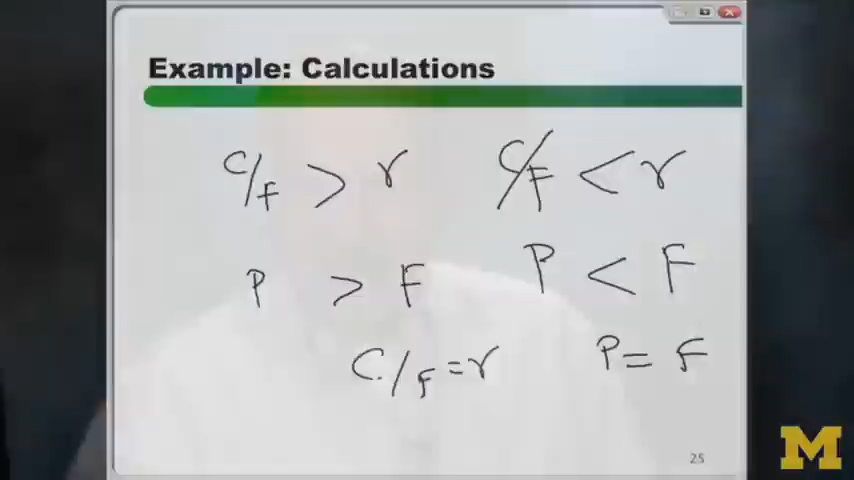 Example: Calculations
C/F > r C/F < r
P > F P < F
C/F = r P = F
25
M